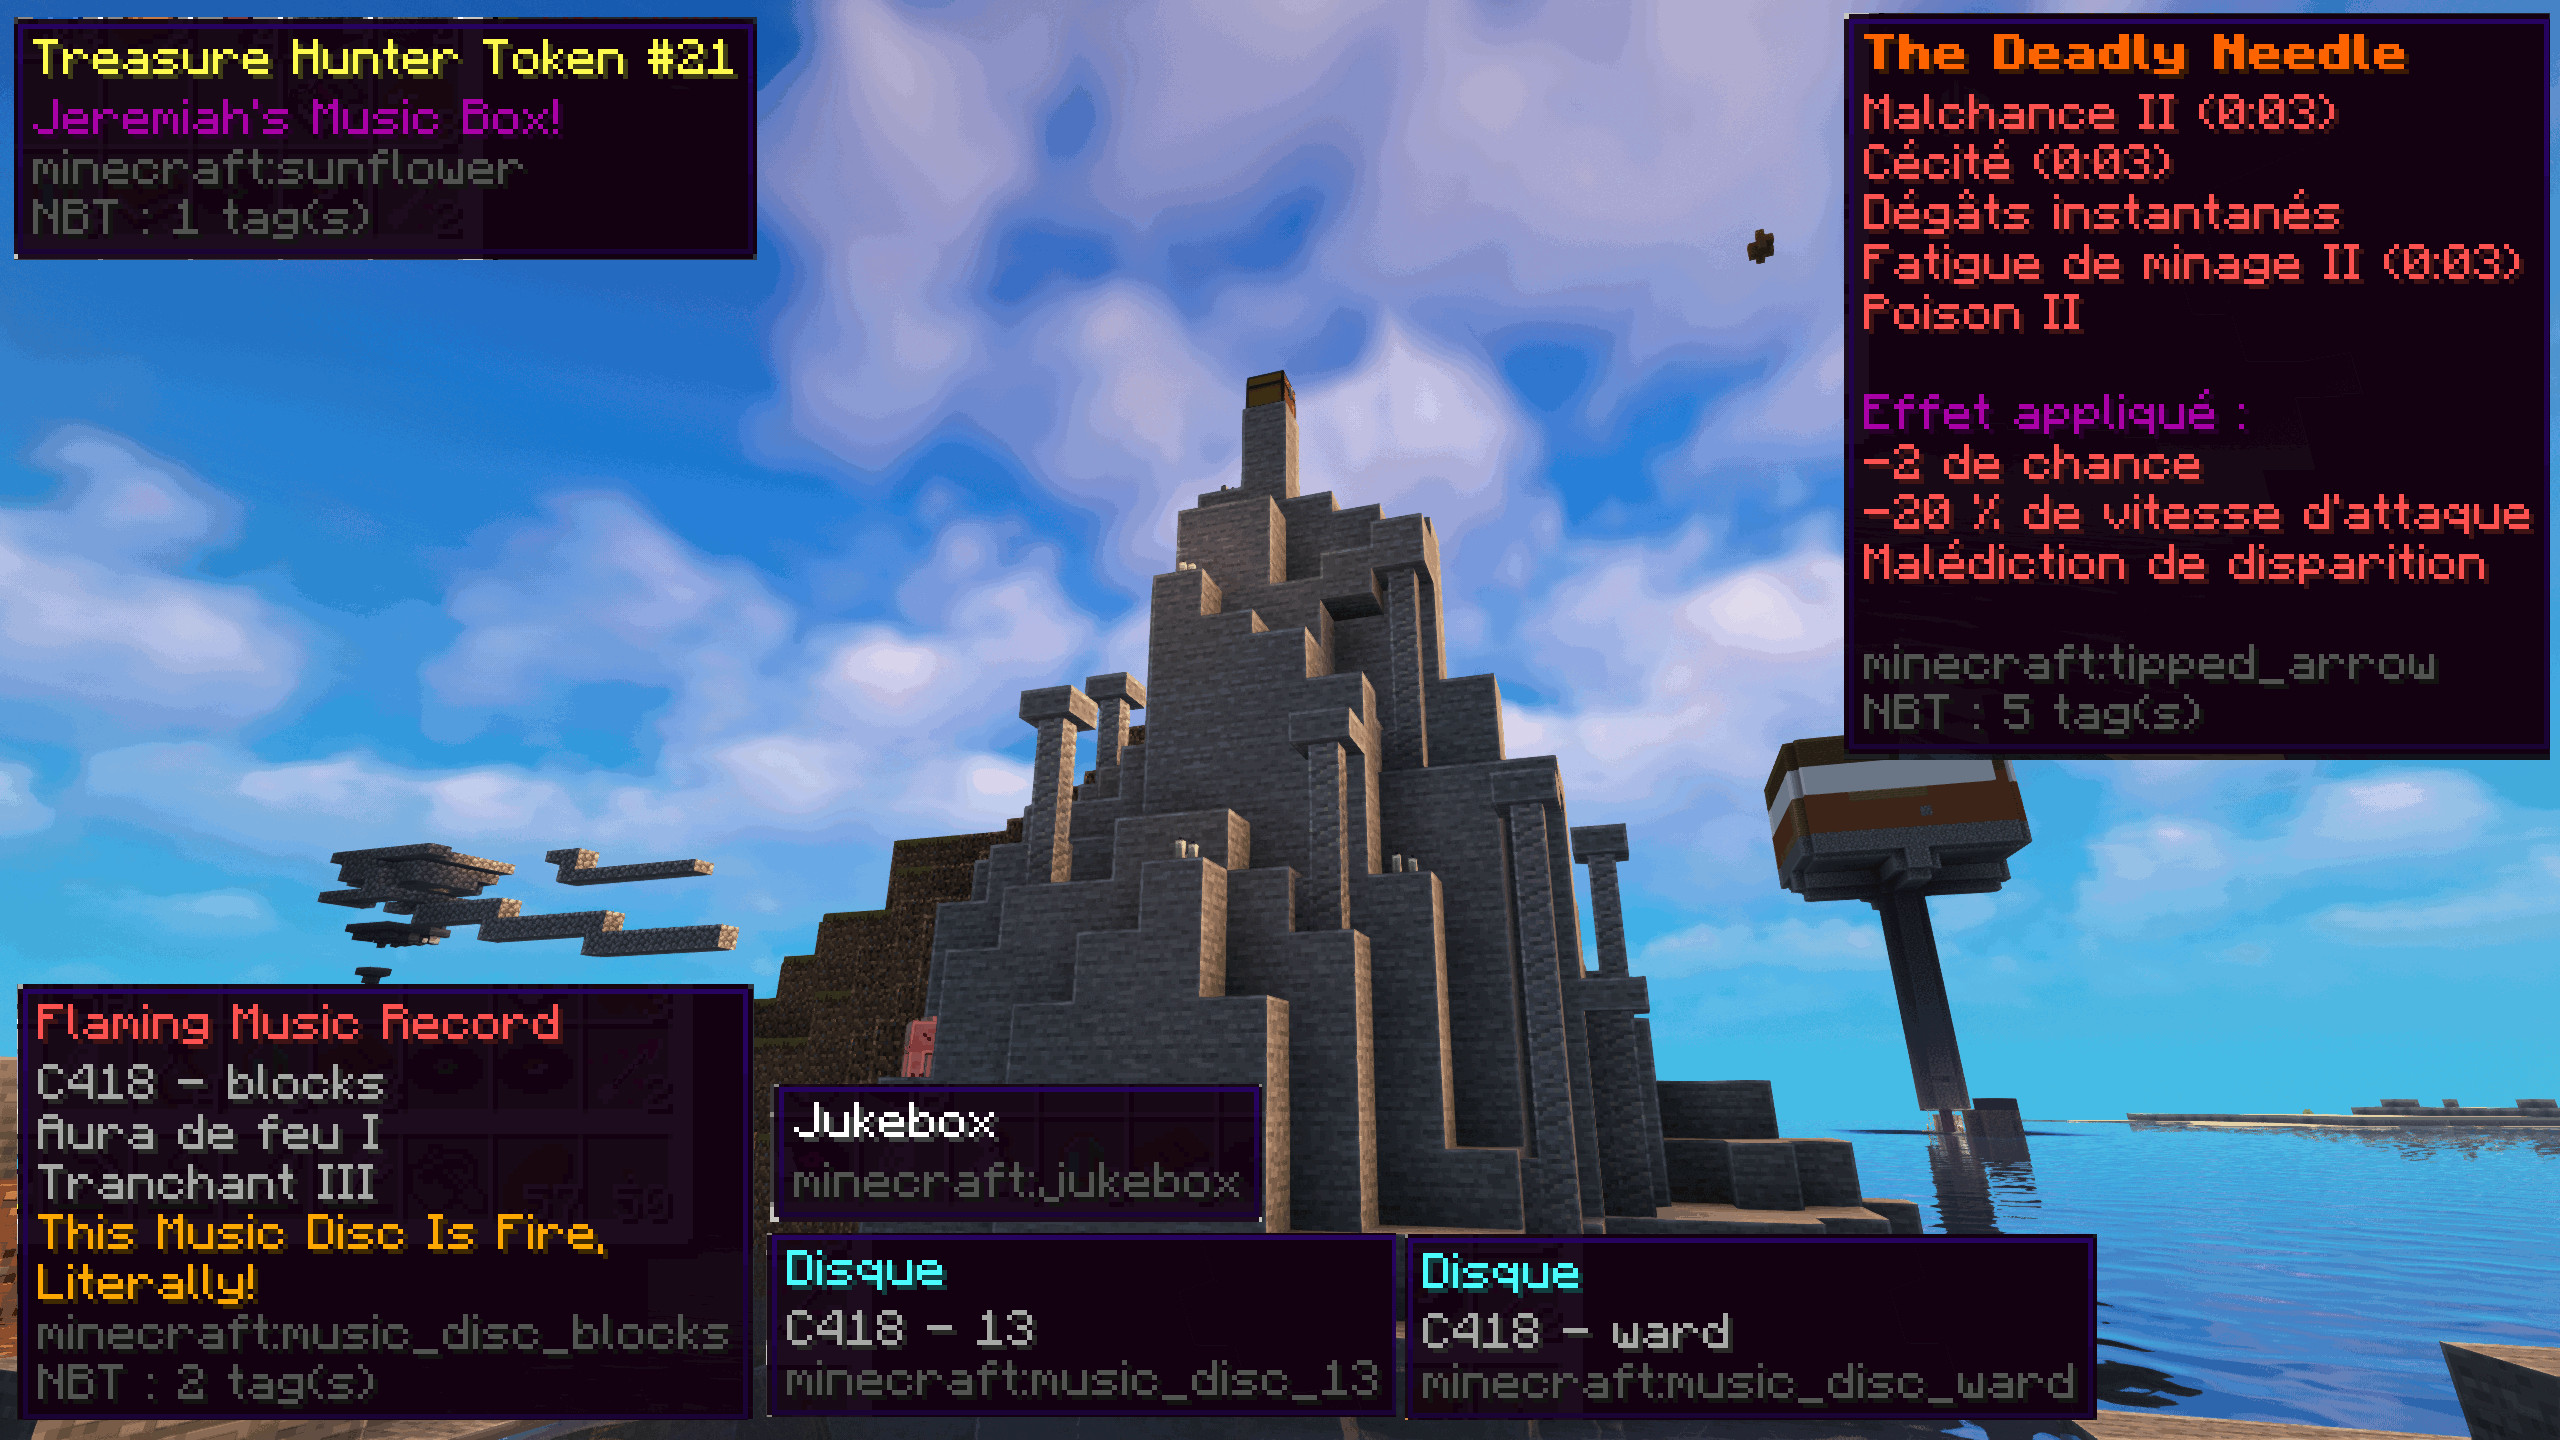 Treasure Hunter Token #21
Jeremiah's Music Box!
minecraft:sunflower
NBT : 1 tag(s)
The Deadly Needle
Malchance II (0:03)
Cécité (0:03)
Dégâts instantanés
Fatigue de minage II (0:03)
Poison II
Effet appliqué :
-2 de chance
-20 % de vitesse d'attaque
Malédiction de disparition
minecraft:tipped_arrow
NBT : 5 tag(s)
Flaming Music Record
C418 - blocks
Aura de feu I
Tranchant III
This Music Disc Is Fire,
Literally!
minecraft:music_disc_blocks
NBT : 2 tag(s)
Jukebox
minecraft:jukebox
Disque
C418 - 13
minecraft:music_disc_13
Disque
C418 - ward
minecraft:music_disc_ward